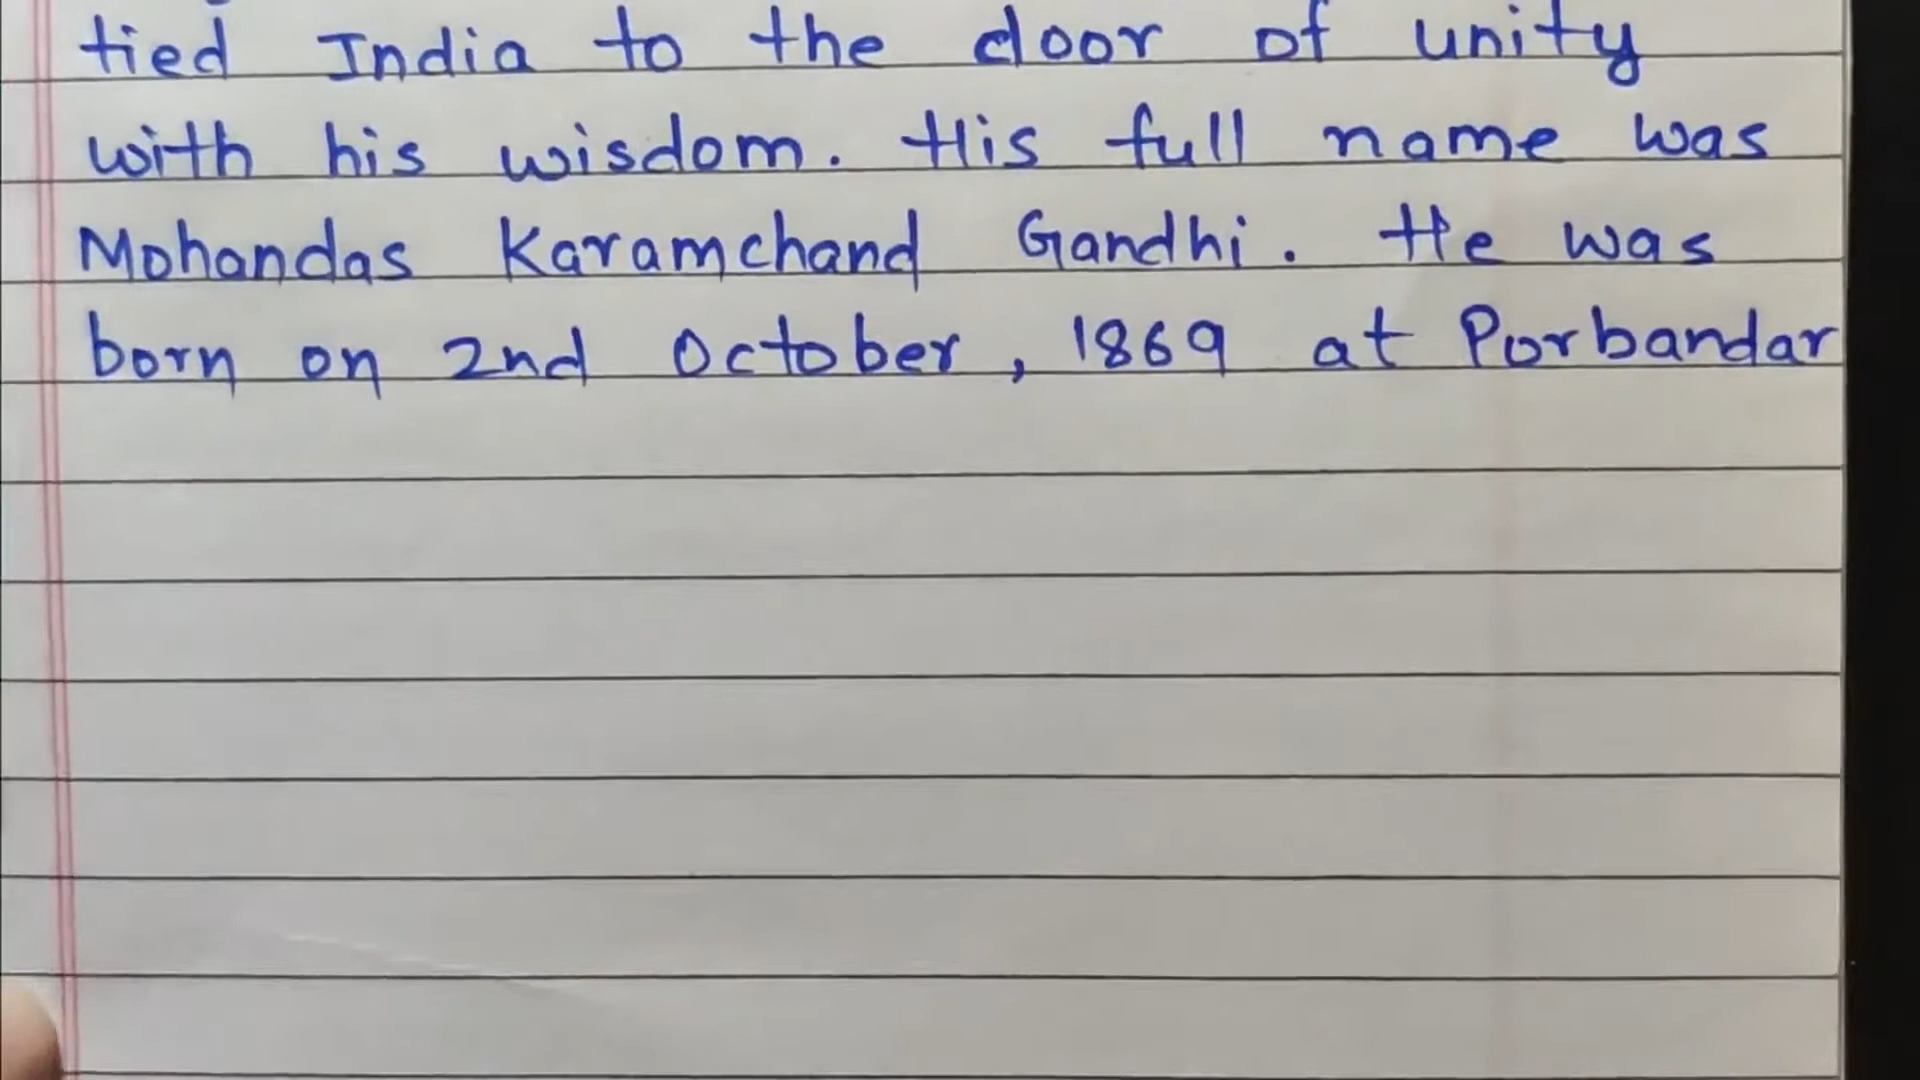 tied India to the door of unity
with his wisdom. His full name was
Mohandas Karamchand Gandhi. He was
born on 2nd October, 1869 at Porbandar